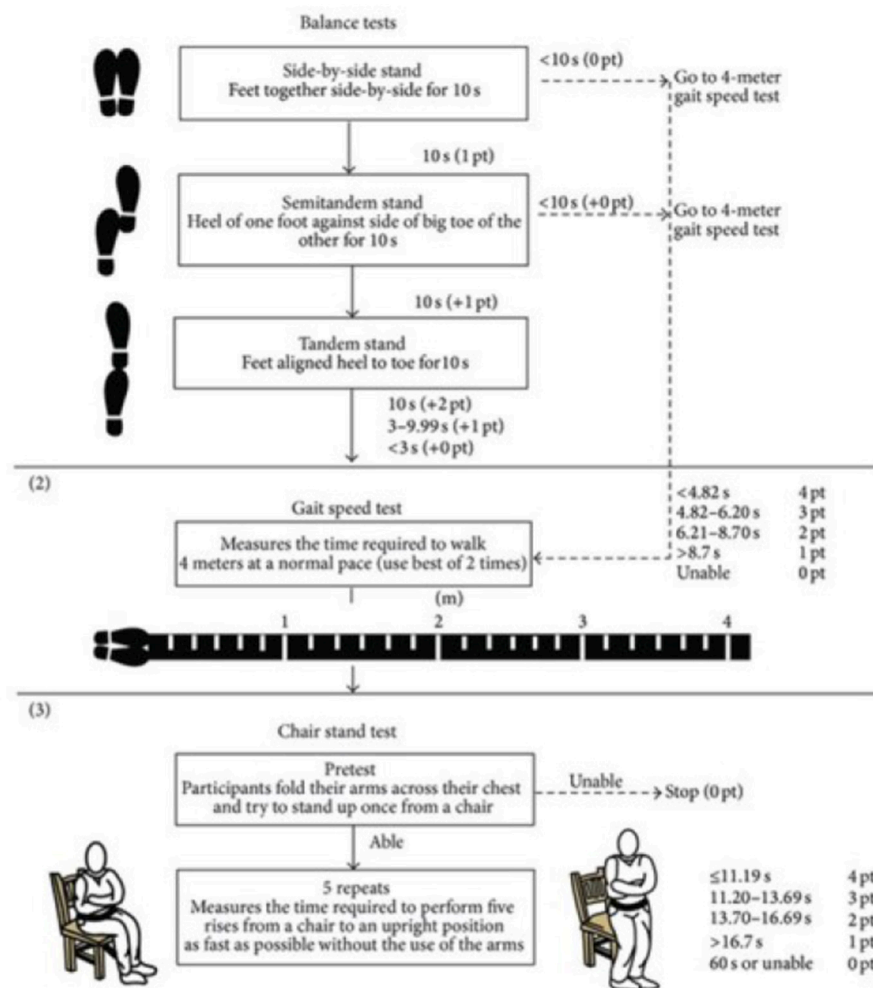 Balance tests
Side-by-side stand
Feet together side-by-side for 10 s
<10 s (0 pt)
Go to 4-meter
gait speed test
10 s (1 pt)
Semitandem stand
Heel of one foot against side of big toe of the
other for 10 s
<10 s (+0 pt)
Go to 4-meter
gait speed test
10 s (+1 pt)
Tandem stand
Feet aligned heel to toe for 10 s
10 s (+2 pt)
3–9.99 s (+1 pt)
<3 s (+0 pt)
(2)
Gait speed test
Measures the time required to walk
4 meters at a normal pace (use best of 2 times)
<4.82 s 4 pt
4.82–6.20 s 3 pt
6.21–8.70 s 2 pt
>8.7 s 1 pt
Unable 0 pt
(m)
1 2 3 4
(3)
Chair stand test
Pretest
Participants fold their arms across their chest
and try to stand up once from a chair
Unable
Stop (0 pt)
Able
5 repeats
Measures the time required to perform five
rises from a chair to an upright position
as fast as possible without the use of the arms
≤11.19 s 4 pt
11.20–13.69 s 3 pt
13.70–16.69 s 2 pt
>16.7 s 1 pt
60 s or unable 0 pt